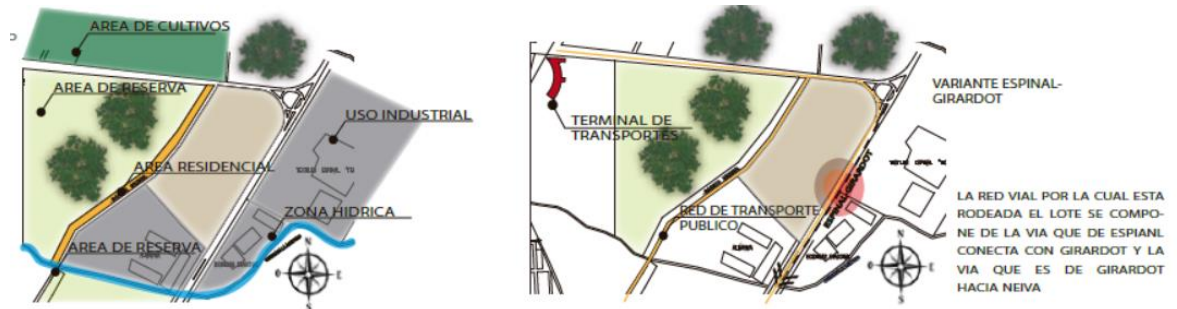 AREA DE CULTIVOS
AREA DE RESERVA
USO INDUSTRIAL
AREA RESIDENCIAL
ZONA HIDRICA
AREA DE RESERVA
N
E
S
VARIANTE ESPINAL-
GIRARDOT
TERMINAL DE
TRANSPORTES
ESPINAL GIRARDOT
RED DE TRANSPORTE
PUBLICO
N
E
S
LA RED VIAL POR LA CUAL ESTA
RODEADA EL LOTE SE COMPO-
NE DE LA VIA QUE DE ESPIANL
CONECTA CON GIRARDOT Y LA
VIA QUE ES DE GIRARDOT
HACIA NEIVA